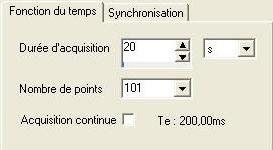 Fonction du temps Synchronisation
Durée d'acquisition 20 s
Nombre de points 101
Acquisition continue Te : 200,00ms